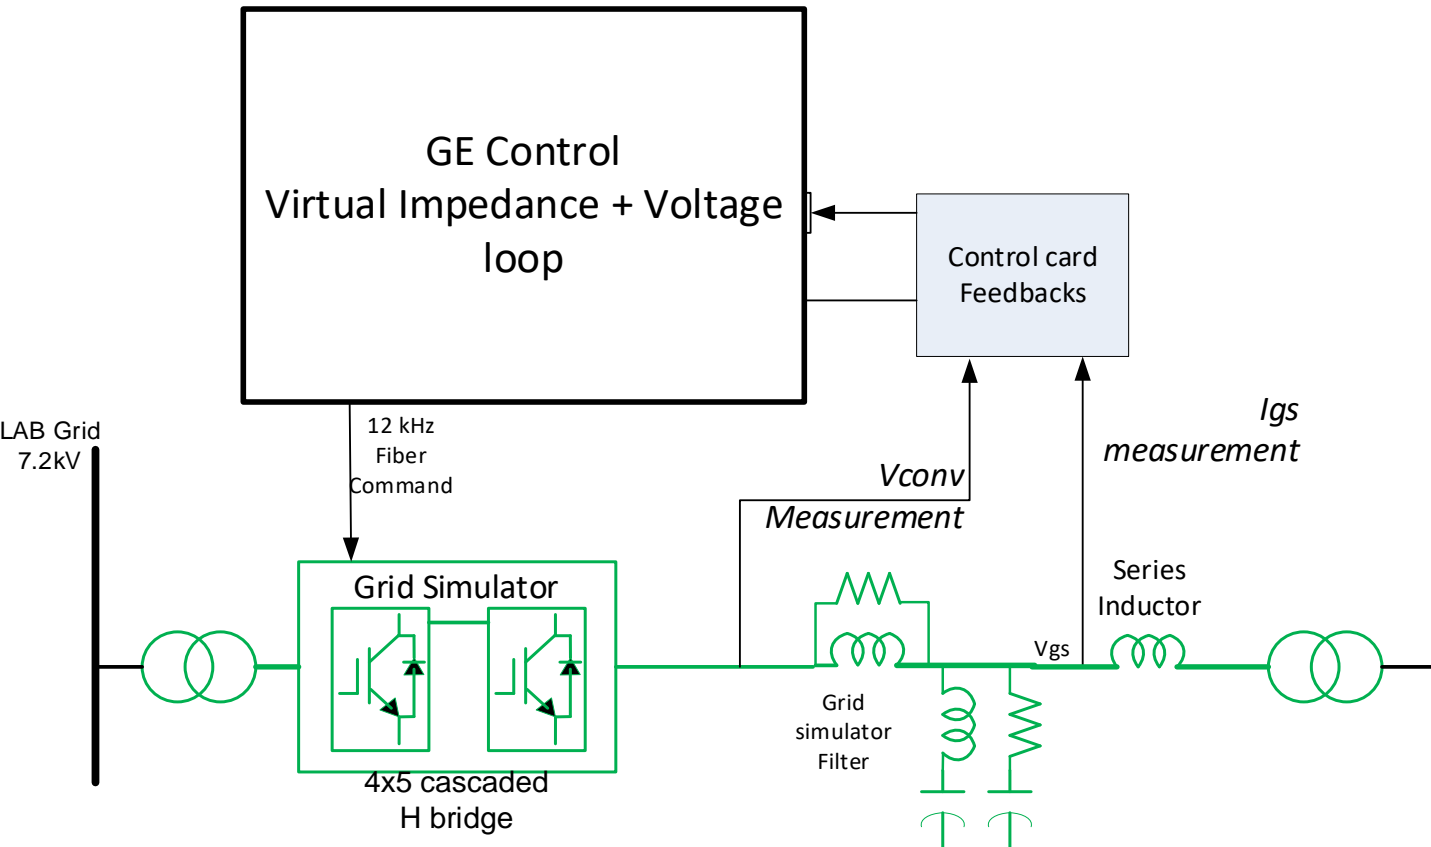 GE Control
Virtual Impedance + Voltage
loop
Control card
Feedbacks
LAB Grid
7.2kV
12 kHz
Fiber
Command
Igs
measurement
Vconv
Measurement
Grid Simulator
Series
Inductor
Vgs
Grid
simulator
Filter
4x5 cascaded
H bridge